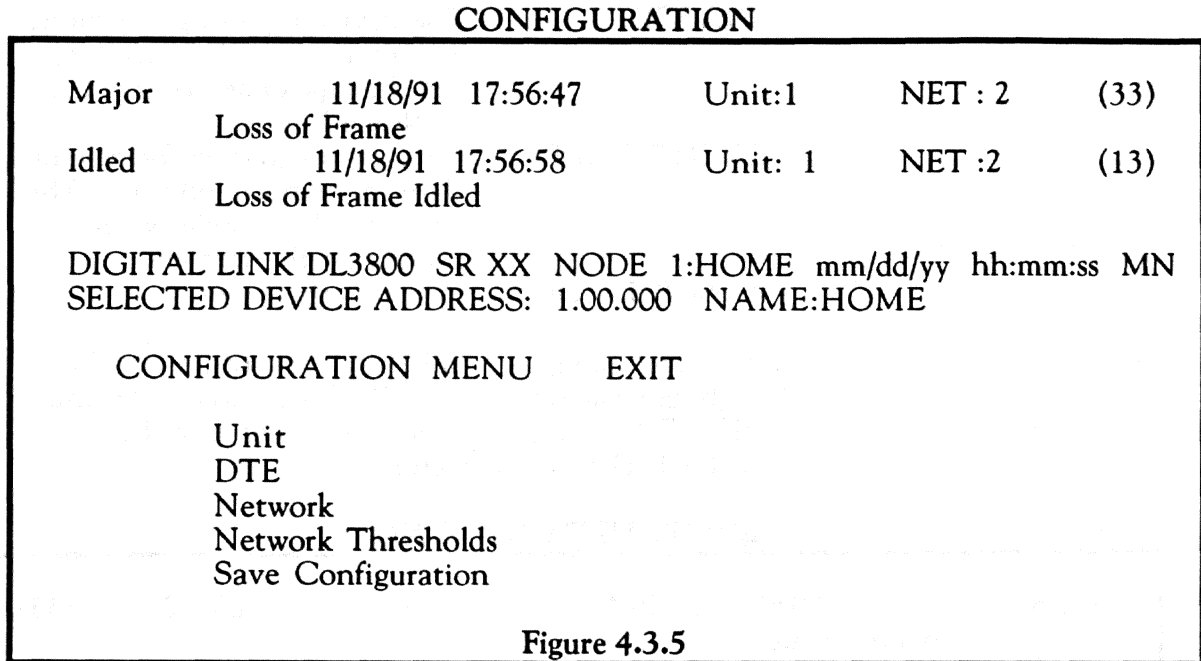 CONFIGURATION
Major 11/18/91 17:56:47 Unit:1 NET : 2 (33)
Loss of Frame
Idled 11/18/91 17:56:58 Unit: 1 NET :2 (13)
Loss of Frame Idled
DIGITAL LINK DL3800 SR XX NODE 1:HOME mm/dd/yy hh:mm:ss MN
SELECTED DEVICE ADDRESS: 1.00.000 NAME:HOME
CONFIGURATION MENU EXIT
Unit
DTE
Network
Network Thresholds
Save Configuration
Figure 4.3.5